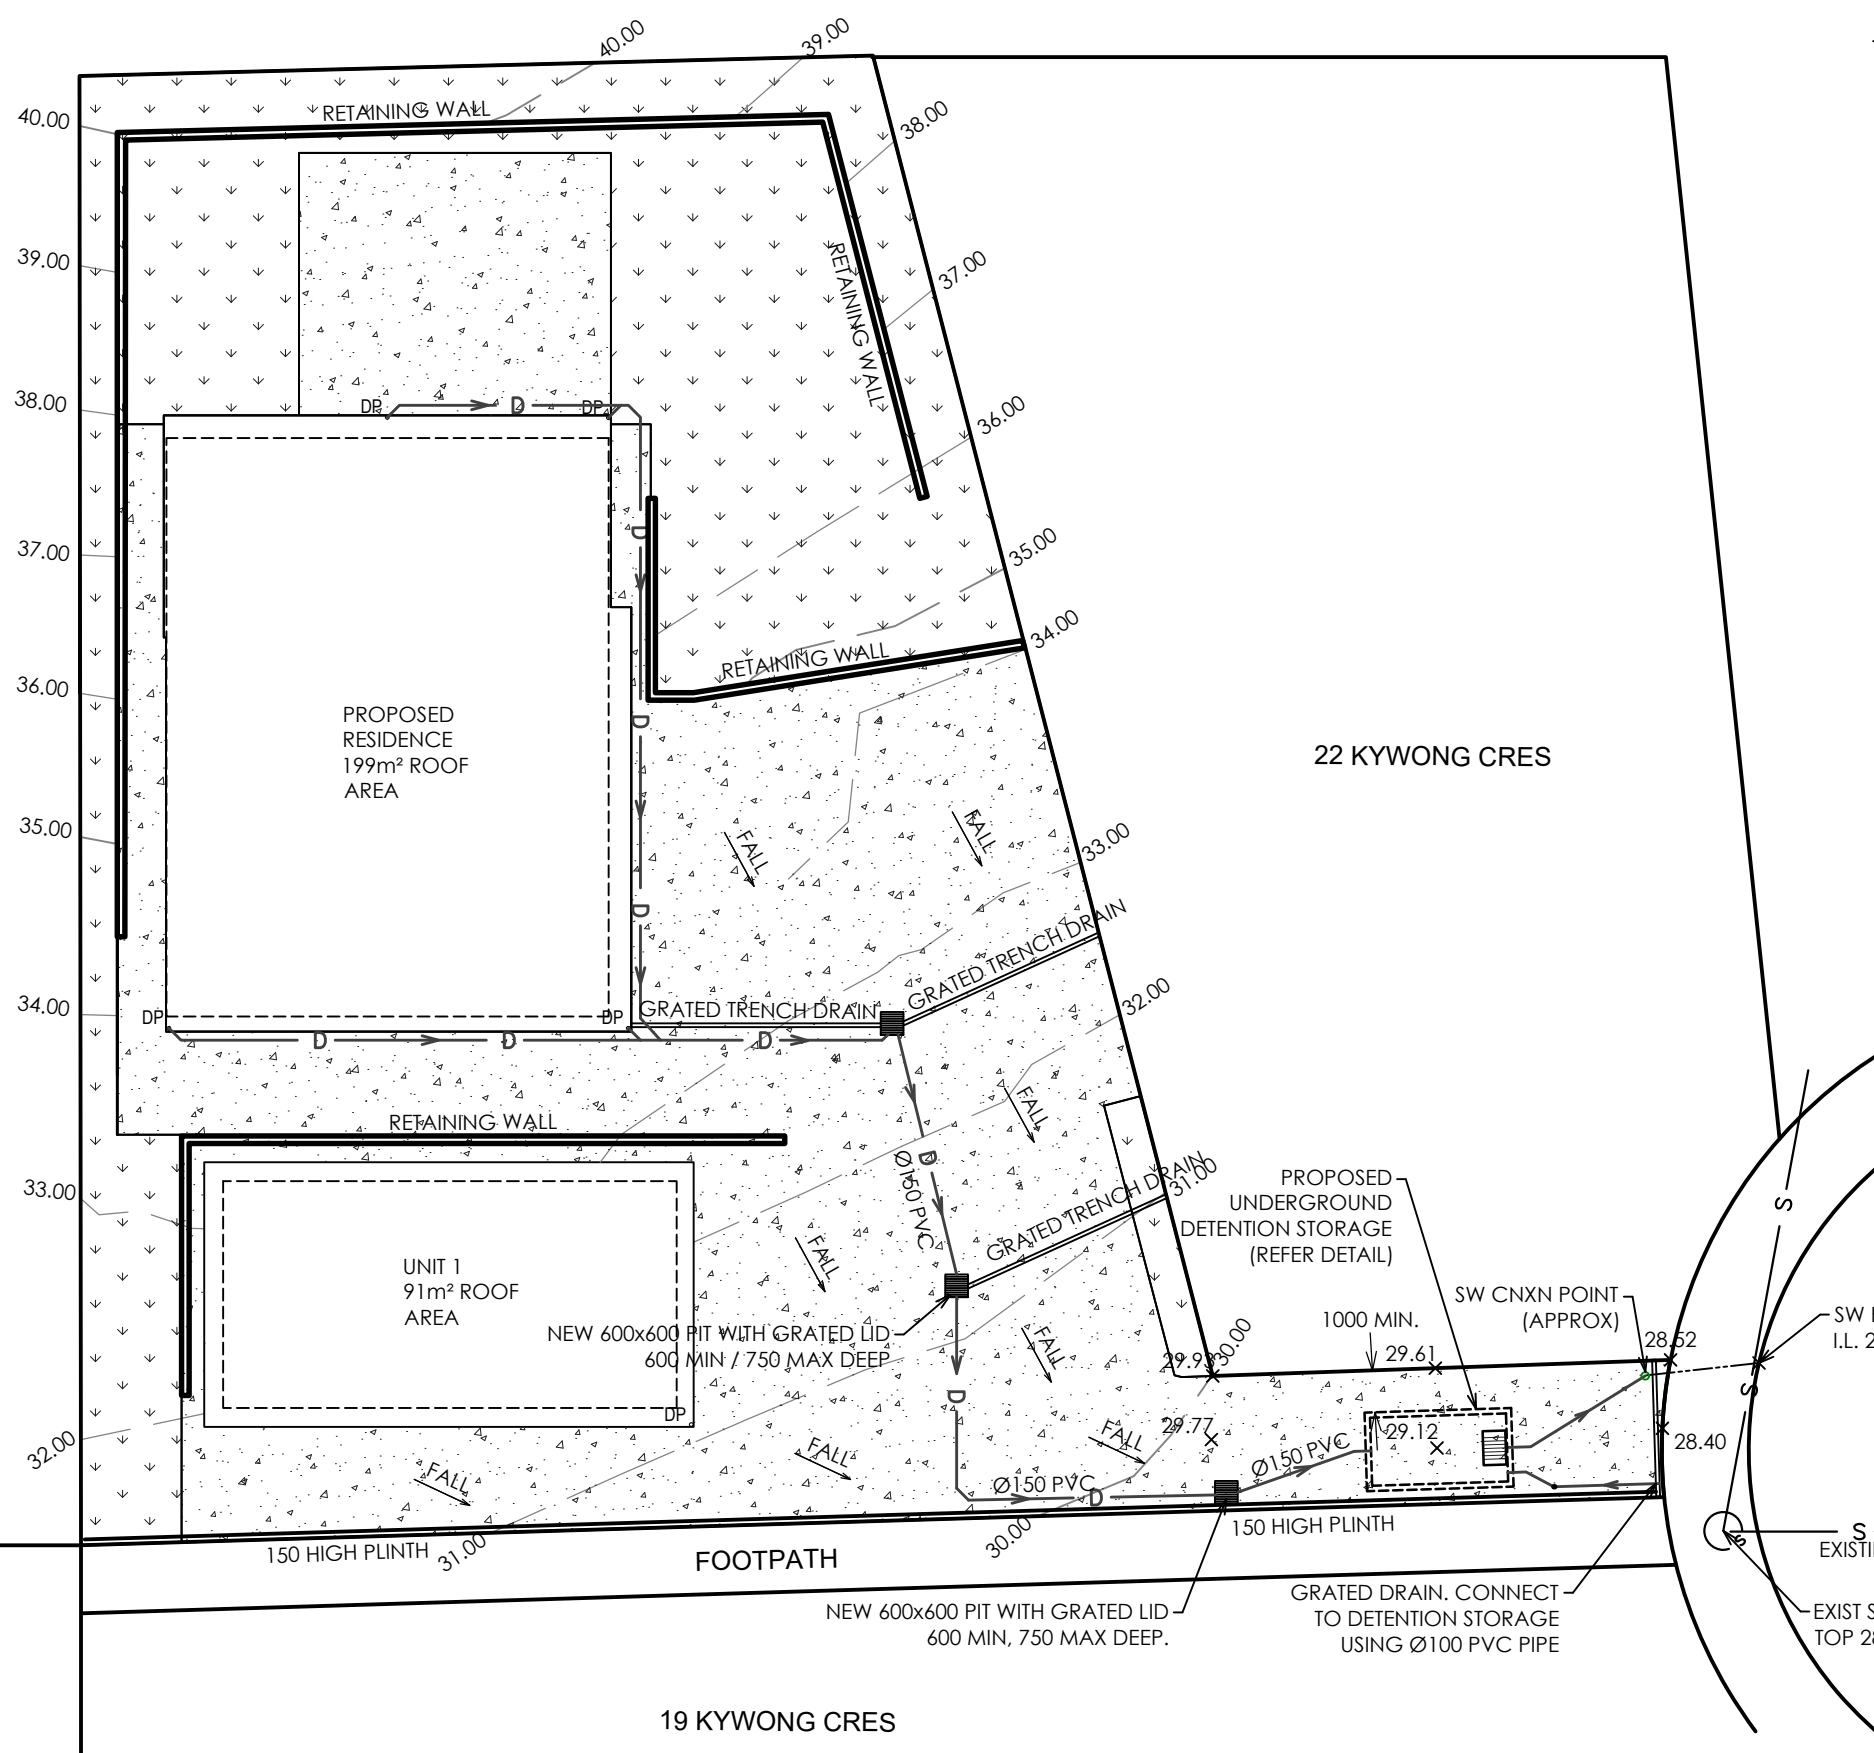 40.00
39.00
40.00
RETAINING WALL
38.00
39.00
RETAINING WALL
37.00
38.00
DP
D
DP
36.00
D
37.00
35.00
34.00
RETAINING WALL
36.00
PROPOSED
RESIDENCE
199m² ROOF
AREA
D
22 KYWONG CRES
35.00
FALL
FALL
33.00
D
GRATED TRENCH DRAIN
34.00
DP
DP
GRATED TRENCH DRAIN
32.00
D
D
D
RETAINING WALL
FALL
D
Ø150 PVC
GRATED TRENCH DRAIN
31.00
33.00
PROPOSED
UNDERGROUND
DETENTION STORAGE
(REFER DETAIL)
S
FALL
UNIT 1
91m² ROOF
AREA
SW CNXN POINT
(APPROX)
NEW 600x600 PIT WITH GRATED LID
600 MIN / 750 MAX DEEP
FALL
30.00
1000 MIN.
28.52
SW
I.L. 2
29.93
29.61
S
D
DP
32.00
29.77
29.12
28.40
FALL
FALL
FALL
Ø150 PVC
Ø150 PVC
D
150 HIGH PLINTH
31.00
30.00
150 HIGH PLINTH
FOOTPATH
S
S
EXISTI
NEW 600x600 PIT WITH GRATED LID
600 MIN, 750 MAX DEEP.
GRATED DRAIN. CONNECT
TO DETENTION STORAGE
USING Ø100 PVC PIPE
EXIST S
TOP 28
19 KYWONG CRES